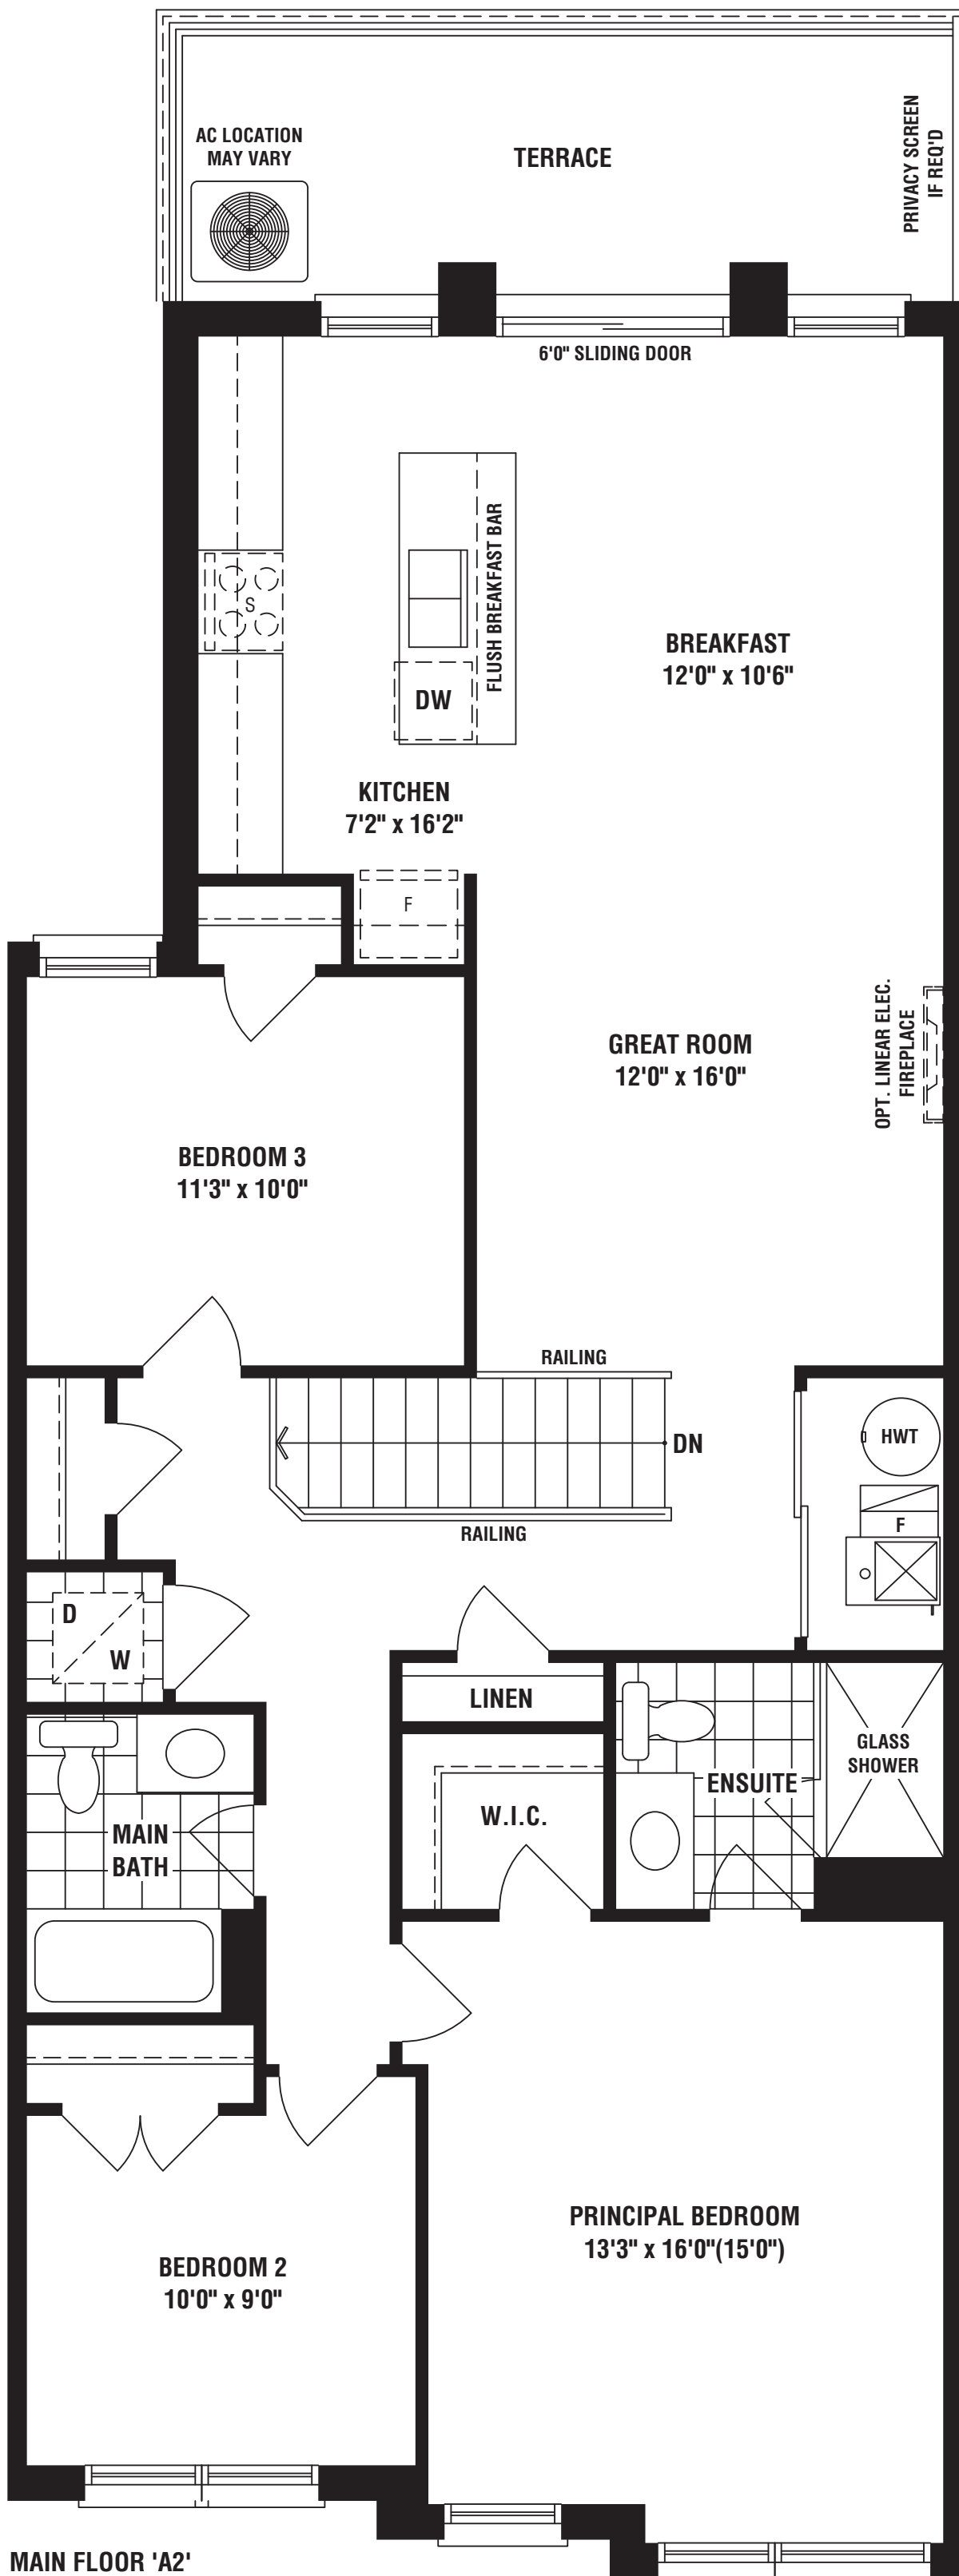 AC LOCATION
MAY VARY
TERRACE
PRIVACY SCREEN
IF REQ'D
6'0" SLIDING DOOR
FLUSH BREAKFAST BAR
S
BREAKFAST
12'0" x 10'6"
DW
KITCHEN
7'2" x 16'2"
F
OPT. LINEAR ELEC.
FIREPLACE
GREAT ROOM
12'0" x 16'0"
BEDROOM 3
11'3" x 10'0"
RAILING
DN
HWT
F
RAILING
D
W
LINEN
GLASS
SHOWER
ENSUITE
W.I.C.
MAIN
BATH
PRINCIPAL BEDROOM
13'3" x 16'0"(15'0")
BEDROOM 2
10'0" x 9'0"
MAIN FLOOR 'A2'